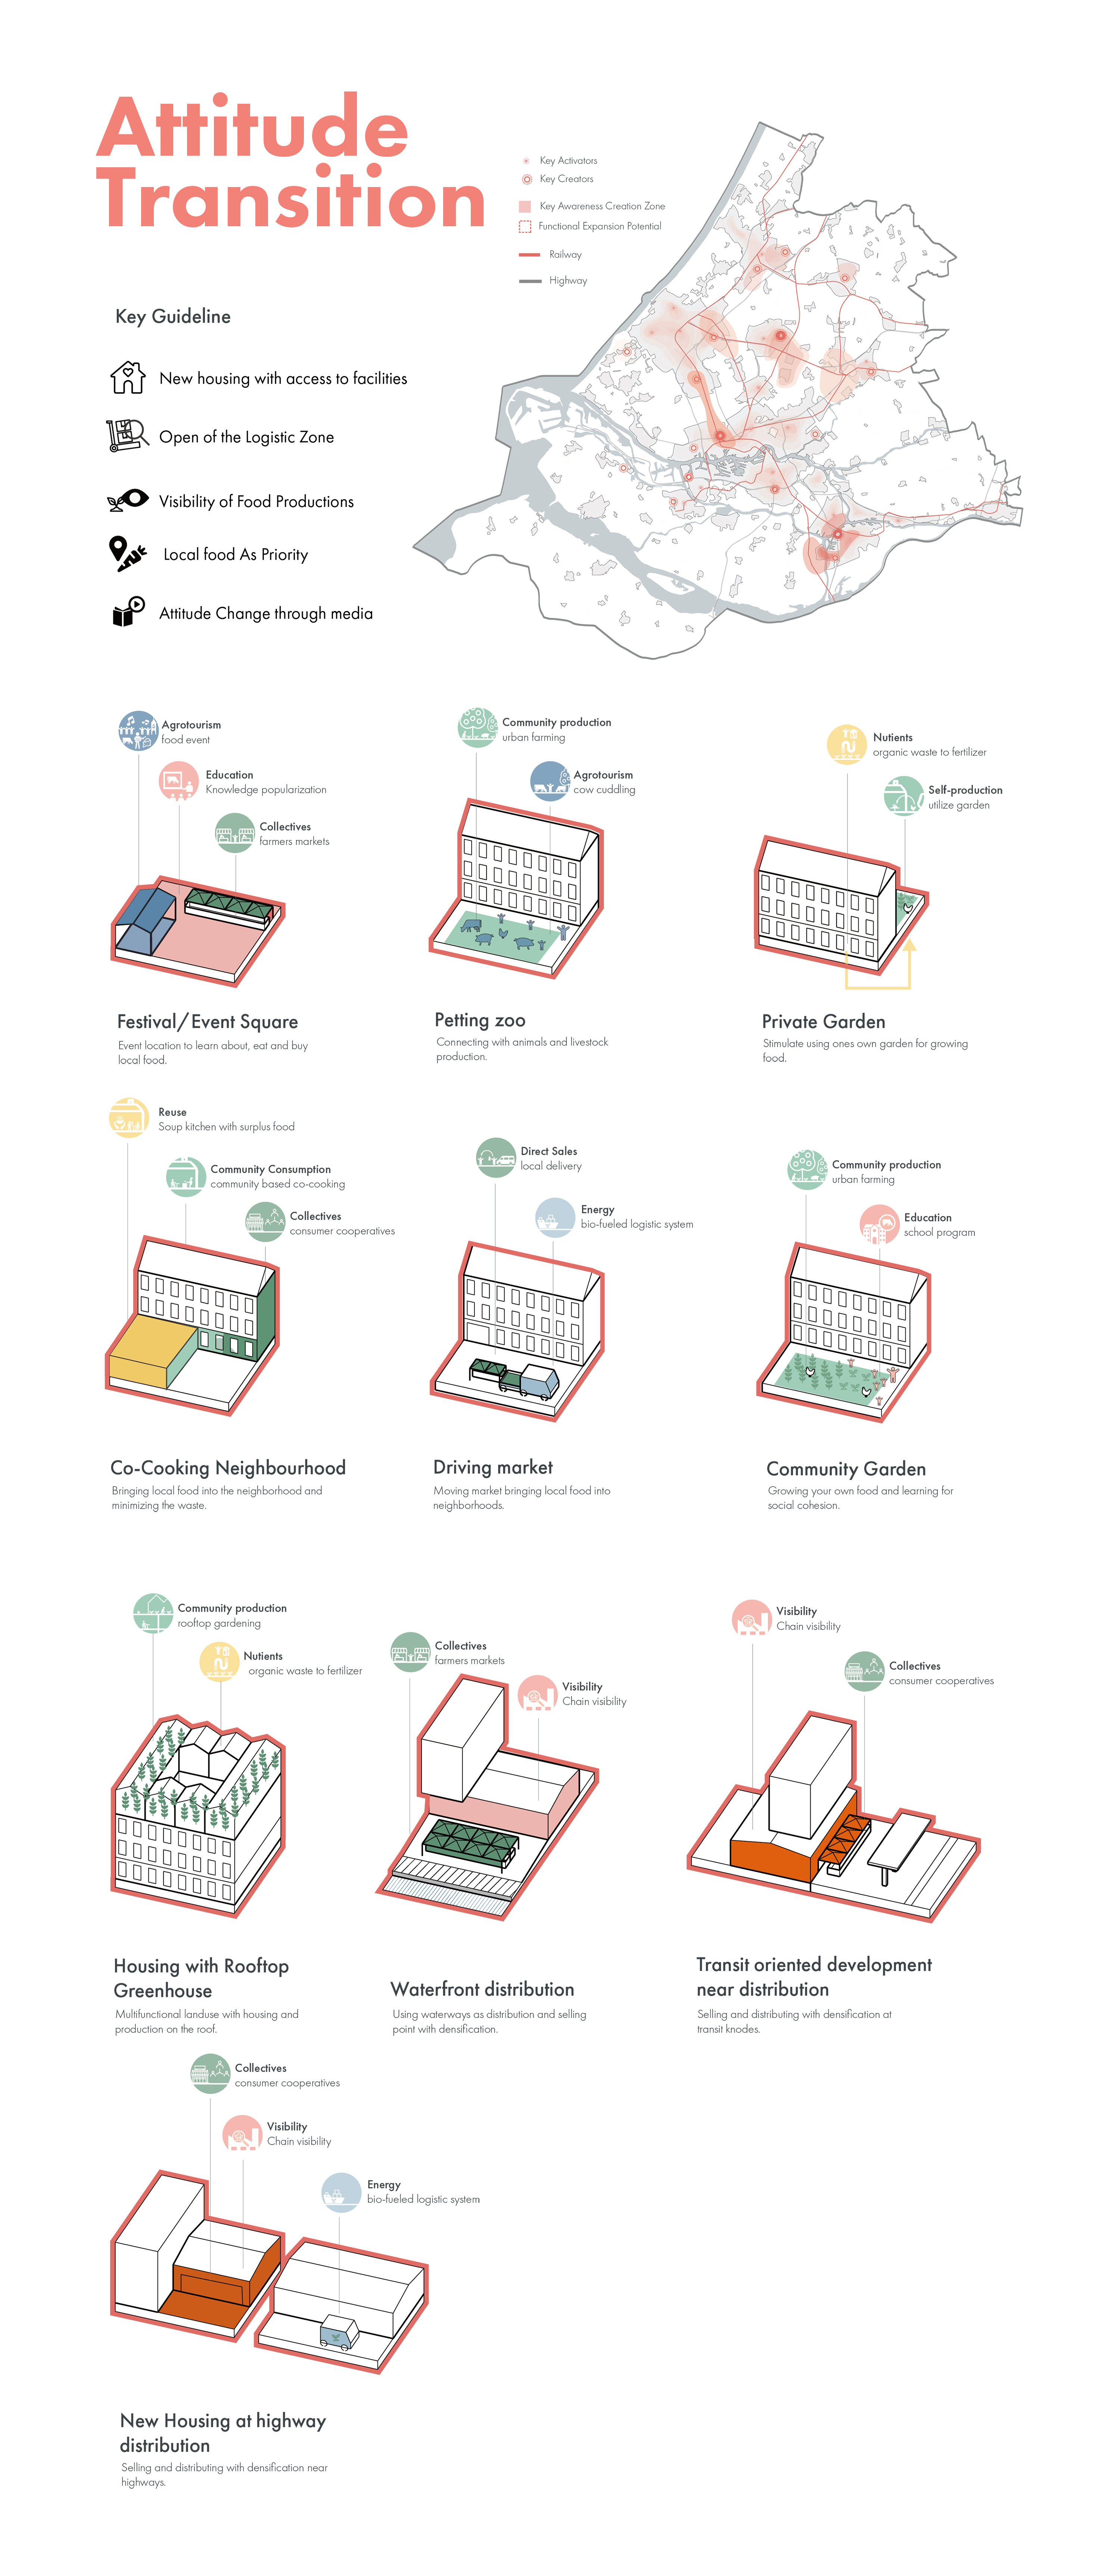 Attitude
Transition
Key Activators
Key Creators
Key Awareness Creation Zone
Functional Expansion Potential
Railway
Highway
Key Guideline
New housing with access to facilities
Open of the Logistic Zone
Visibility of Food Productions
Local food As Priority
Attitude Change through media
Agrotourism
food event
Education
Knowledge popularization
Collectives
farmers markets
Festival/Event Square
Event location to learn about, eat and buy
local food.
Community production
urban farming
Agrotourism
cow cuddling
Petting zoo
Connecting with animals and livestock
production.
Nutients
organic waste to fertilizer
Self-production
utilize garden
Private Garden
Stimulate using ones own garden for growing
food.
Reuse
Soup kitchen with surplus food
Community Consumption
community based co-cooking
Collectives
consumer cooperatives
Co-Cooking Neighbourhood
Bringing local food into the neighborhood and
minimizing the waste.
Direct Sales
local delivery
Energy
bio-fueled logistic system
Driving market
Moving market bringing local food into
neighborhoods.
Community production
urban farming
Education
school program
Community Garden
Growing your own food and learning for
social cohesion.
Community production
rooftop gardening
Nutients
organic waste to fertilizer
Housing with Rooftop
Greenhouse
Multifunctional landuse with housing and
production on the roof.
Collectives
farmers markets
Visibility
Chain visibility
Waterfront distribution
Using waterways as distribution and selling
point with densification.
Visibility
Chain visibility
Collectives
consumer cooperatives
Transit oriented development
near distribution
Selling and distributing with densification at
transit knodes.
Collectives
consumer cooperatives
Visibility
Chain visibility
Energy
bio-fueled logistic system
New Housing at highway
distribution
Selling and distributing with densification near
highways.